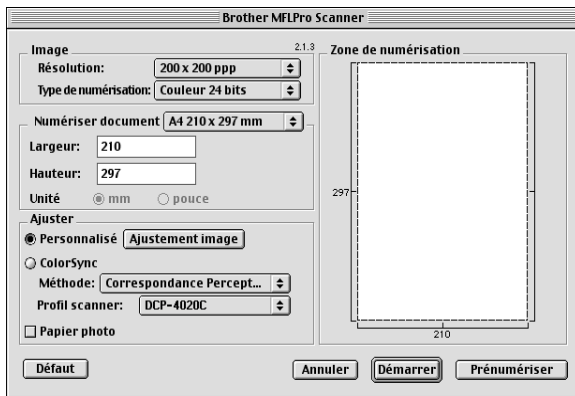 Brother MFLPro Scanner
Image
2.1.3
Résolution: 200 x 200 ppp
Type de numérisation: Couleur 24 bits
Numériser document A4 210 x 297 mm
Largeur: 210
Hauteur: 297
Unité mm pouce
Ajuster
Personnalisé Ajustement image
ColorSync
Méthode: Correspondance Percept...
Profil scanner: DCP-4020C
Papier photo
Zone de numérisation
297
210
Défaut
Annuler
Démarrer
Prénumériser